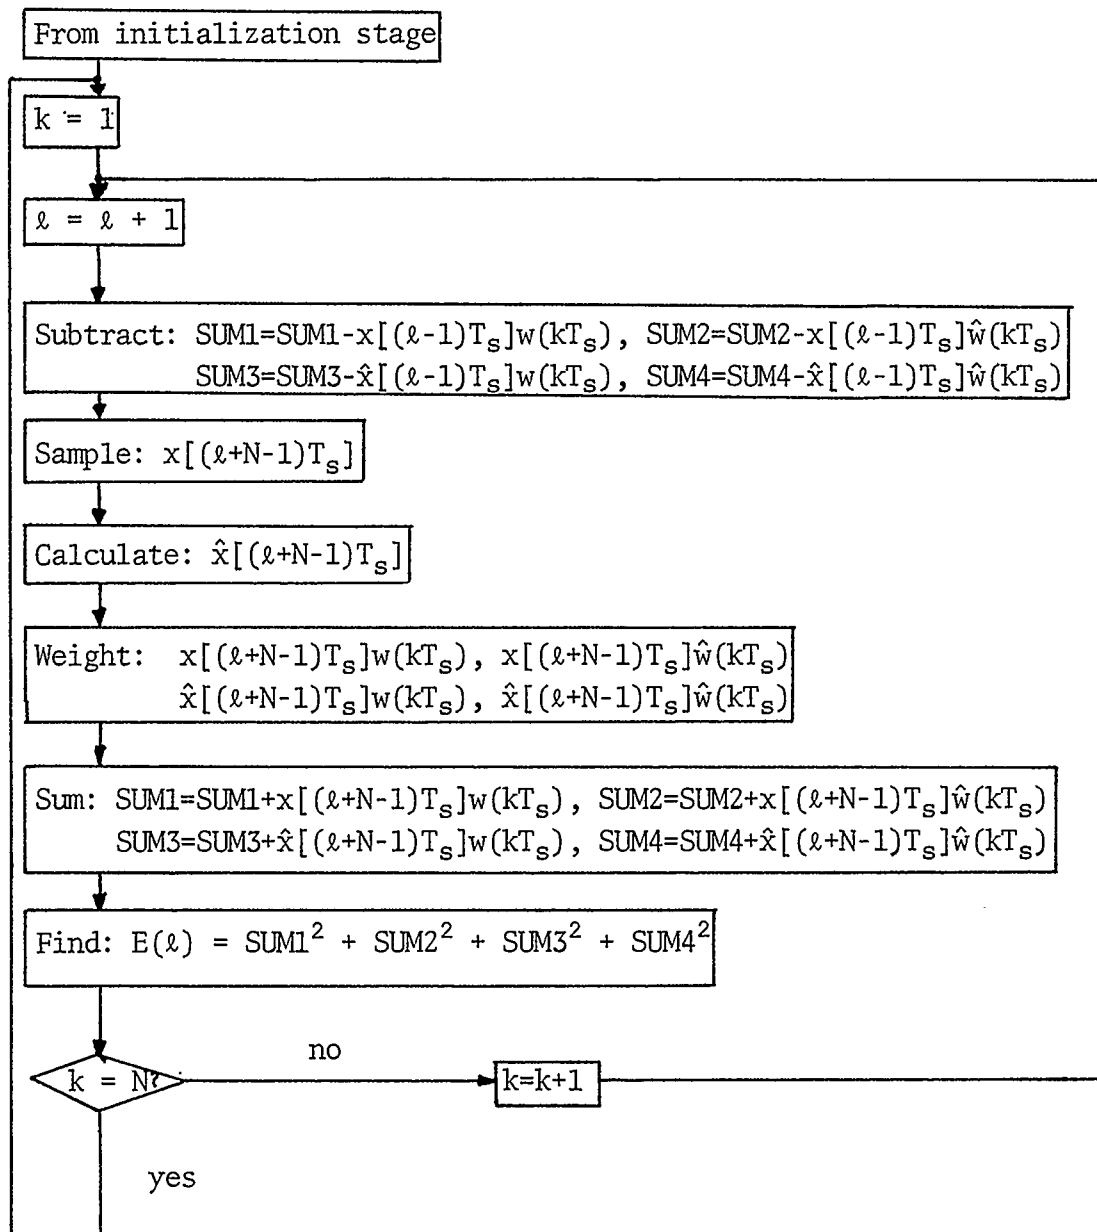 From initialization stage
k = 1
ℓ = ℓ + 1
Subtract: SUM1=SUM1-x[(ℓ-1)Tₛ]w(kTₛ), SUM2=SUM2-x[(ℓ-1)Tₛ]ŵ(kTₛ)
SUM3=SUM3-x̂[(ℓ-1)Tₛ]w(kTₛ), SUM4=SUM4-x̂[(ℓ-1)Tₛ]ŵ(kTₛ)
Sample: x[(ℓ+N-1)Tₛ]
Calculate: x̂[(ℓ+N-1)Tₛ]
Weight: x[(ℓ+N-1)Tₛ]w(kTₛ), x[(ℓ+N-1)Tₛ]ŵ(kTₛ)
x̂[(ℓ+N-1)Tₛ]w(kTₛ), x̂[(ℓ+N-1)Tₛ]ŵ(kTₛ)
Sum: SUM1=SUM1+x[(ℓ+N-1)Tₛ]w(kTₛ), SUM2=SUM2+x[(ℓ+N-1)Tₛ]ŵ(kTₛ)
SUM3=SUM3+x̂[(ℓ+N-1)Tₛ]w(kTₛ), SUM4=SUM4+x̂[(ℓ+N-1)Tₛ]ŵ(kTₛ)
Find: E(ℓ) = SUM1² + SUM2² + SUM3² + SUM4²
k = N?
no
k=k+1
yes